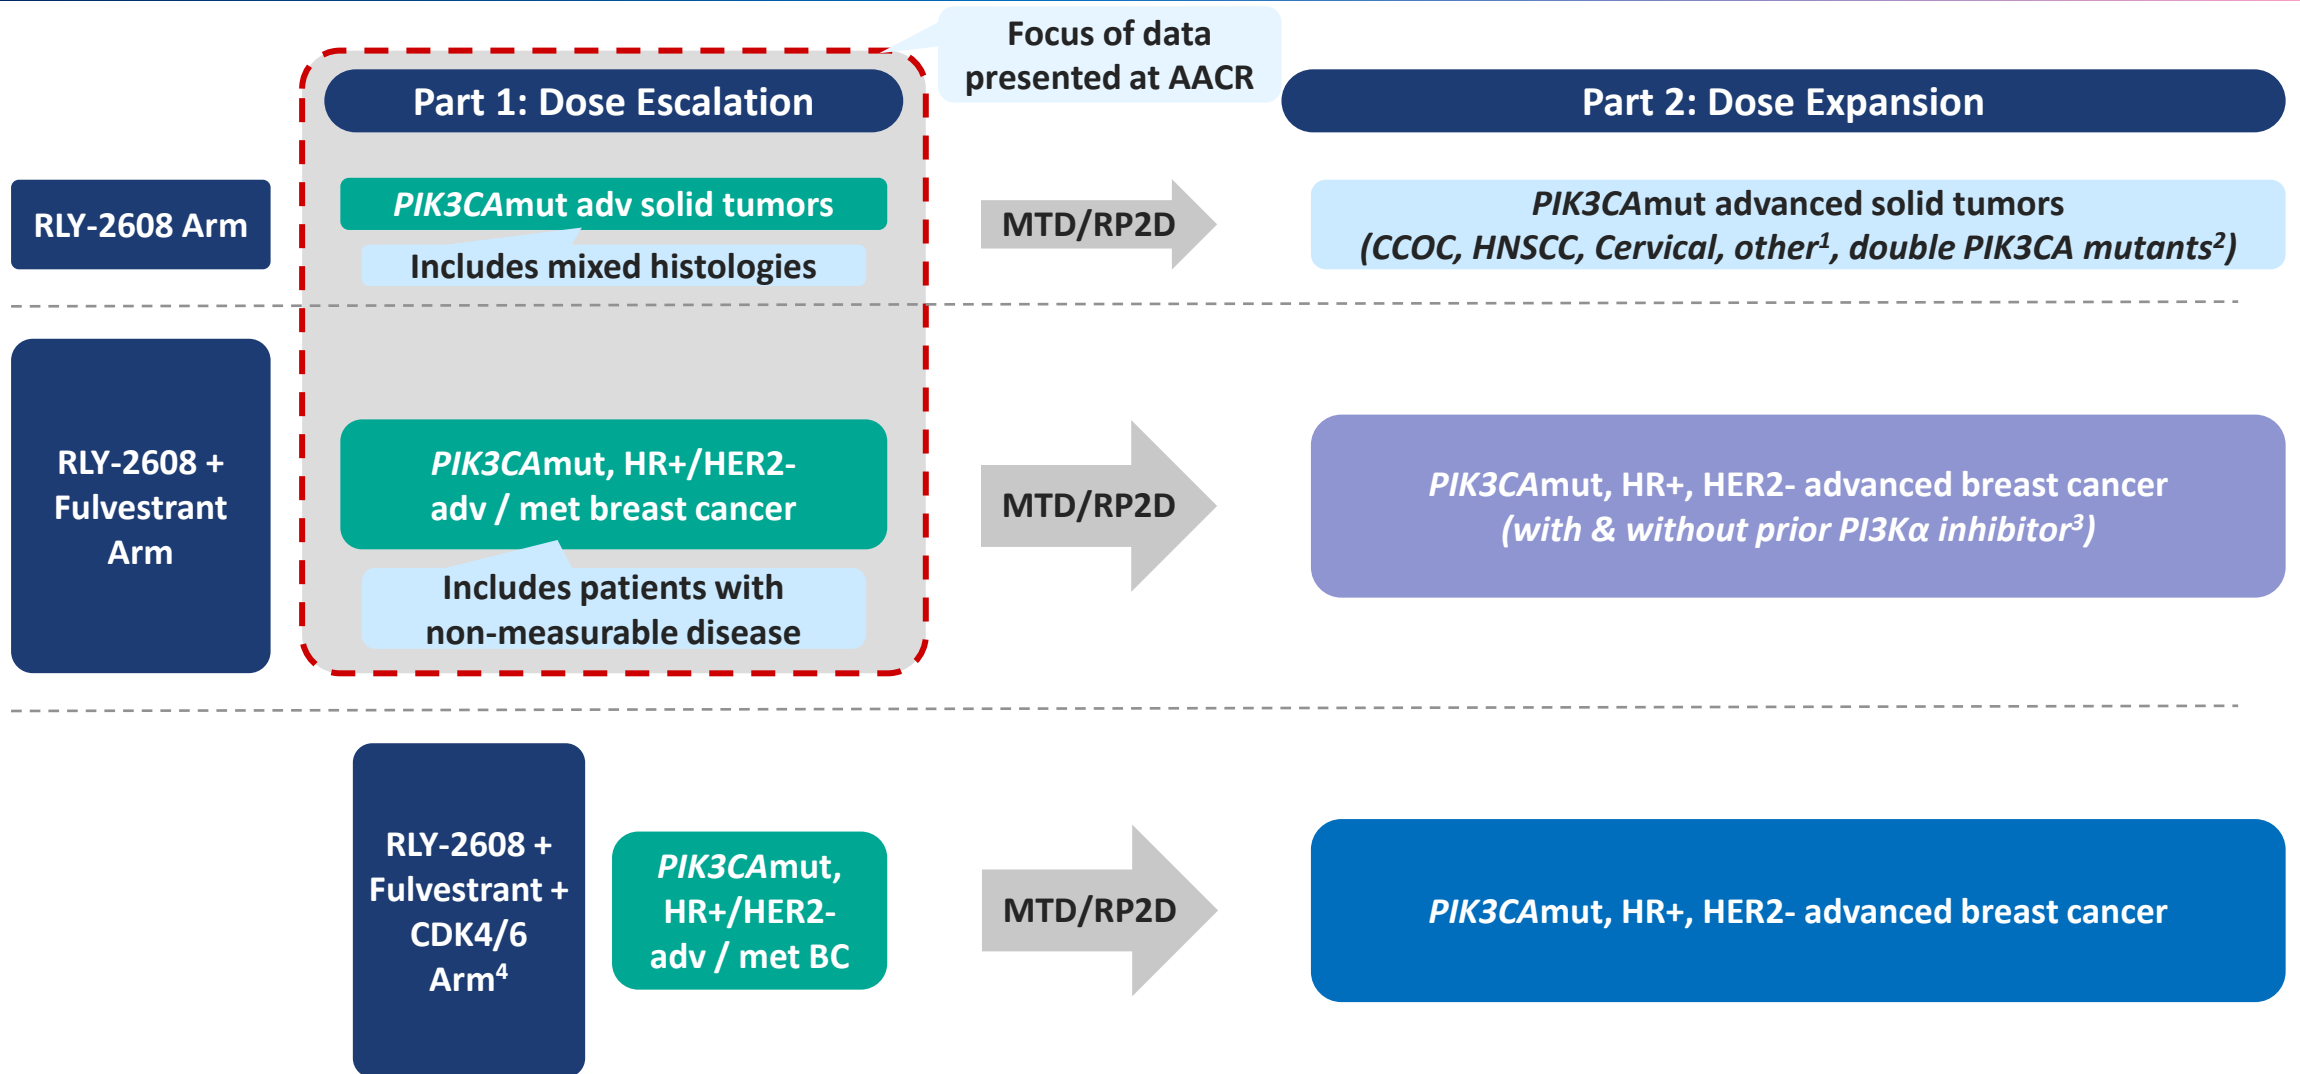 Focus of data
presented at AACR
Part 1: Dose Escalation
Part 2: Dose Expansion
RLY-2608 Arm
PIK3CAmut adv solid tumors
Includes mixed histologies
MTD/RP2D
PIK3CAmut advanced solid tumors
(CCOC, HNSCC, Cervical, other¹, double PIK3CA mutants²)
RLY-2608 +
Fulvestrant
Arm
PIK3CAmut, HR+/HER2-
adv / met breast cancer
Includes patients with
non-measurable disease
MTD/RP2D
PIK3CAmut, HR+, HER2- advanced breast cancer
(with & without prior PI3Kα inhibitor³)
RLY-2608 +
Fulvestrant +
CDK4/6
Arm⁴
PIK3CAmut,
HR+/HER2-
adv / met BC
MTD/RP2D
PIK3CAmut, HR+, HER2- advanced breast cancer